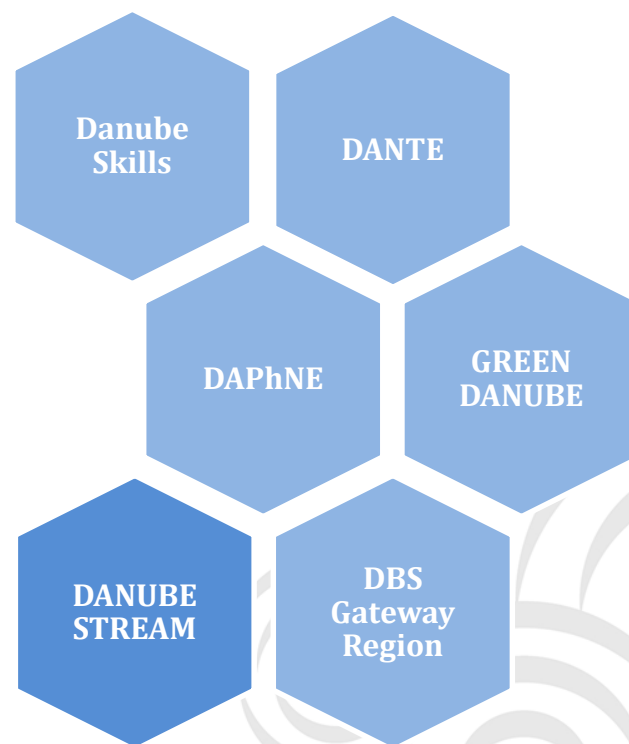 Danube
Skills
DANTE
DAPhNE
GREEN
DANUBE
DANUBE
STREAM
DBS
Gateway
Region